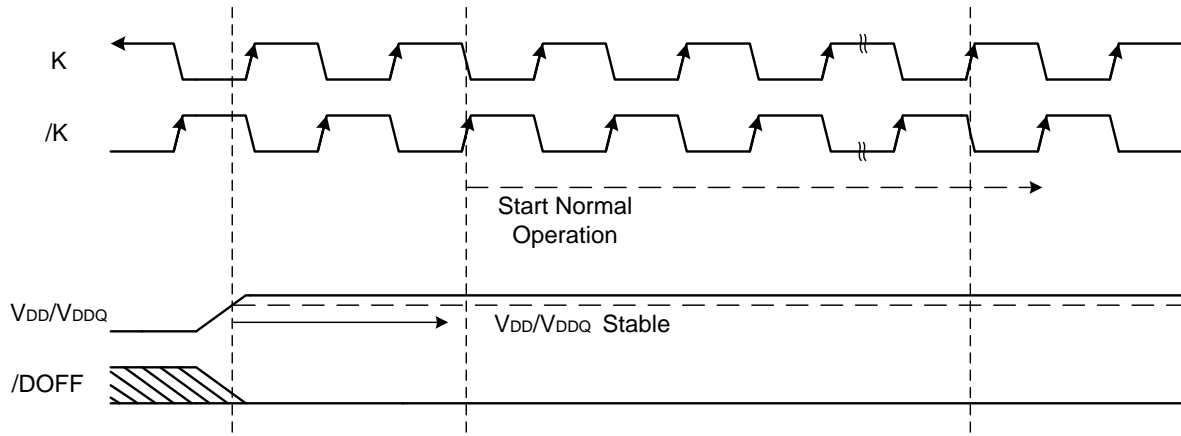 K
/K
Start Normal
Operation
VDD/VDDQ
VDD/VDDQ Stable
/DOFF